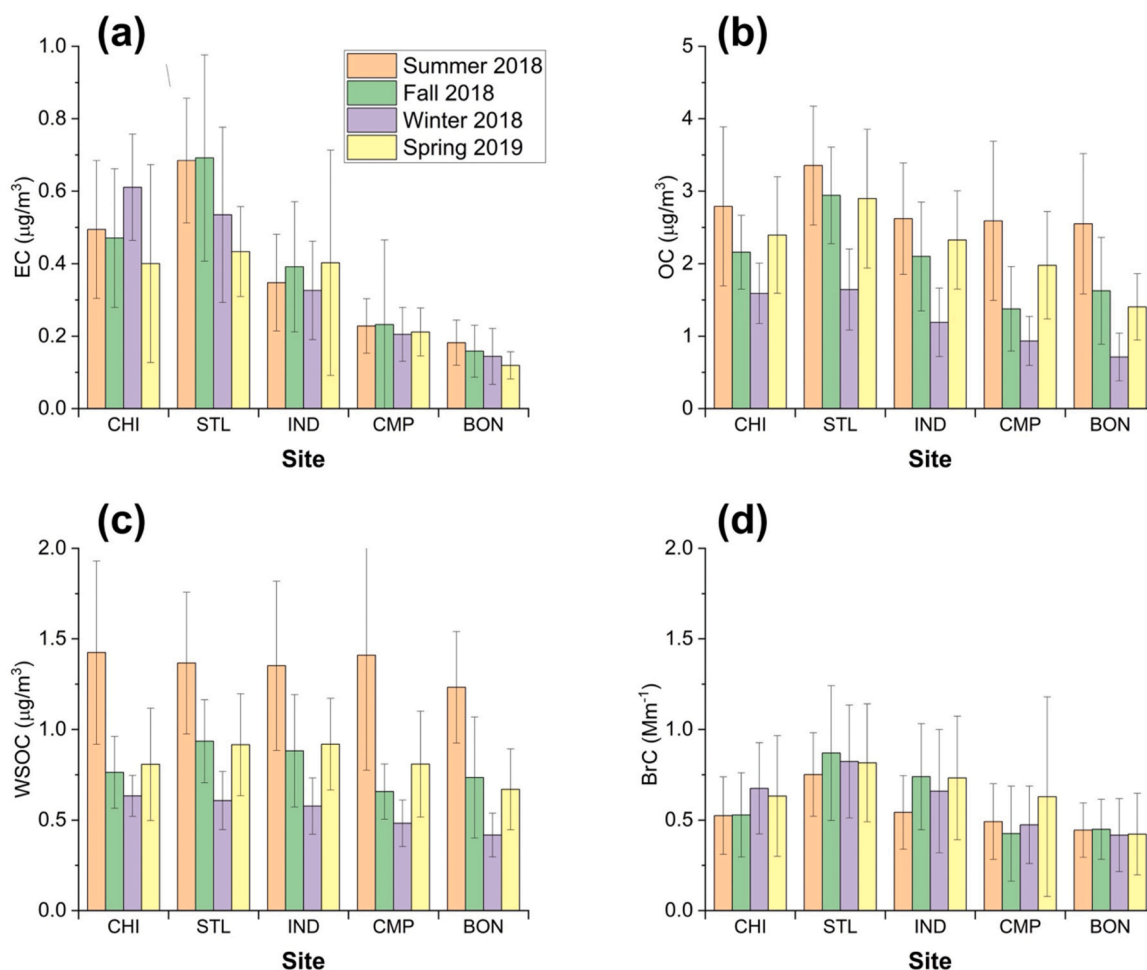 (a)
1.0
0.8
0.6
0.4
0.2
0.0
EC (μg/m³)
Summer 2018
Fall 2018
Winter 2018
Spring 2019
CHI STL IND CMP BON
Site
(b)
5
4
3
2
1
0
OC (μg/m³)
CHI STL IND CMP BON
Site
(c)
2.0
1.5
1.0
0.5
0.0
WSOC (μg/m³)
CHI STL IND CMP BON
Site
(d)
2.0
1.5
1.0
0.5
0.0
BrC (Mm⁻¹)
CHI STL IND CMP BON
Site